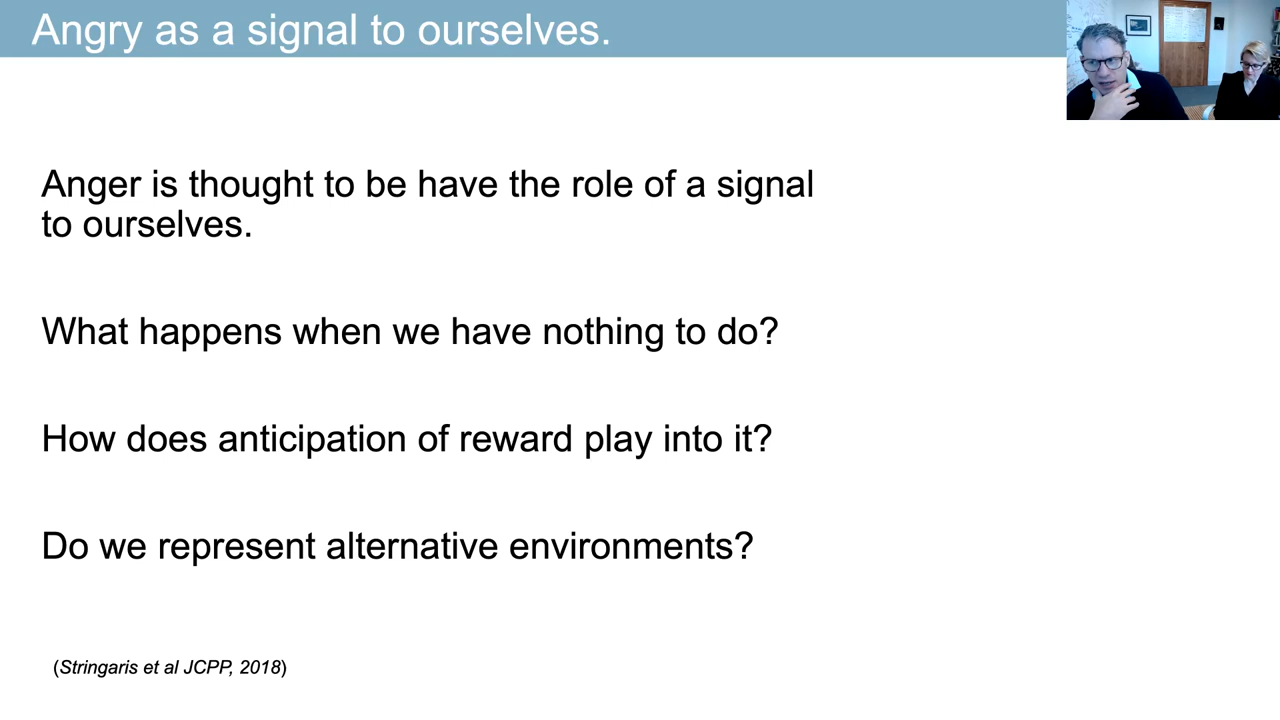 Angry as a signal to ourselves.
Anger is thought to be have the role of a signal
to ourselves.
What happens when we have nothing to do?
How does anticipation of reward play into it?
Do we represent alternative environments?
(Stringaris et al JCPP, 2018)